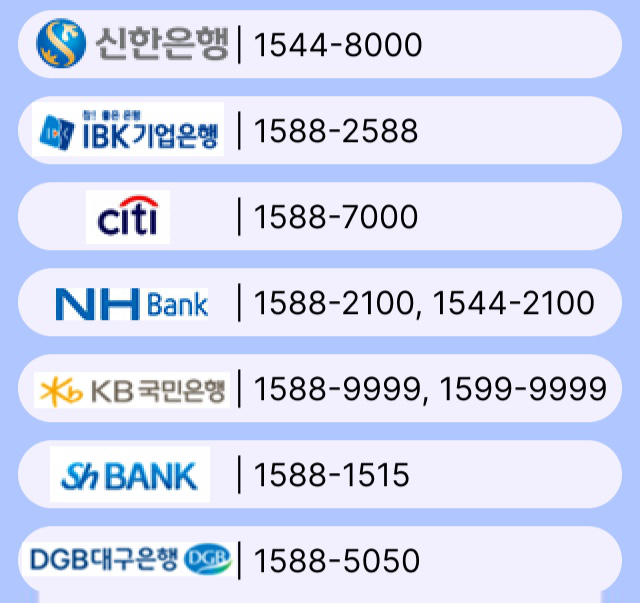 신한은행 | 1544-8000
참! 좋은 은행
IBK기업은행 | 1588-2588
citi | 1588-7000
NH Bank | 1588-2100, 1544-2100
KB국민은행 | 1588-9999, 1599-9999
Sh BANK | 1588-1515
DGB대구은행 DGB | 1588-5050